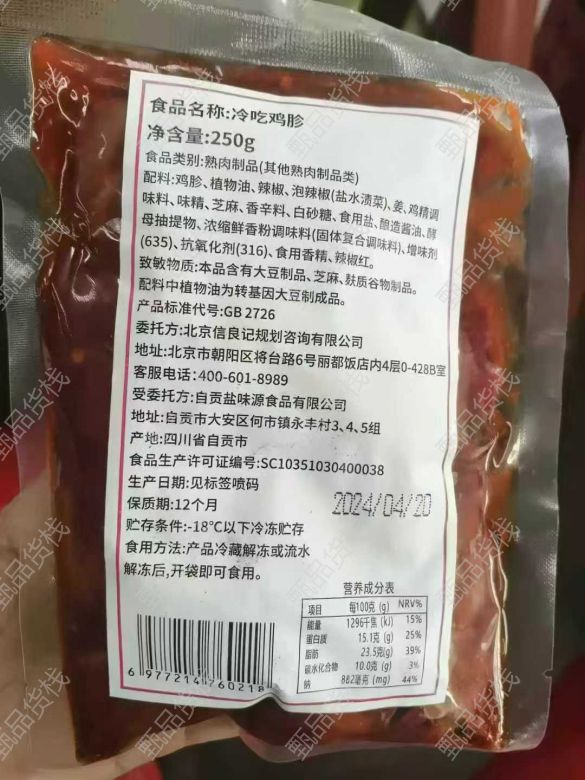 食品名称:冷吃鸡胗
净含量:250g
食品类别:熟肉制品(其他熟肉制品类)
配料:鸡胗、植物油、辣椒、泡辣椒(盐水渍菜)、姜、鸡精调
味料、味精、芝麻、香辛料、白砂糖、食用盐、酿造酱油、酵
母抽提物、浓缩鲜香粉调味料(固体复合调味料)、增味剂
(635)、抗氧化剂(316)、食用香精、辣椒红。
致敏物质:本品含有大豆制品、芝麻、麸质谷物制品。
配料中植物油为转基因大豆制成品。
产品标准代号:GB 2726
委托方:北京信良记规划咨询有限公司
地址:北京市朝阳区将台路6号丽都饭店内4层0-428B室
客服电话:400-601-8989
受委托方:自贡盐味源食品有限公司
地址:自贡市大安区何市镇永丰村3、4、5组
产地:四川省自贡市
食品生产许可证编号:SC10351030400038
生产日期:见标签喷码
保质期:12个月
2024/04/20
贮存条件:-18℃以下冷冻贮存
食用方法:产品冷藏解冻或流水
解冻后,开袋即可食用。
营养成分表
项目 每100克 (g) NRV%
能量 1296千焦 (kJ) 15%
蛋白质 15.1克 (g) 25%
脂肪 23.5克(g) 39%
碳水化合物 10.0克 (g) 3%
钠 882毫克 (mg) 44%
6 977214 760218
甄品货栈